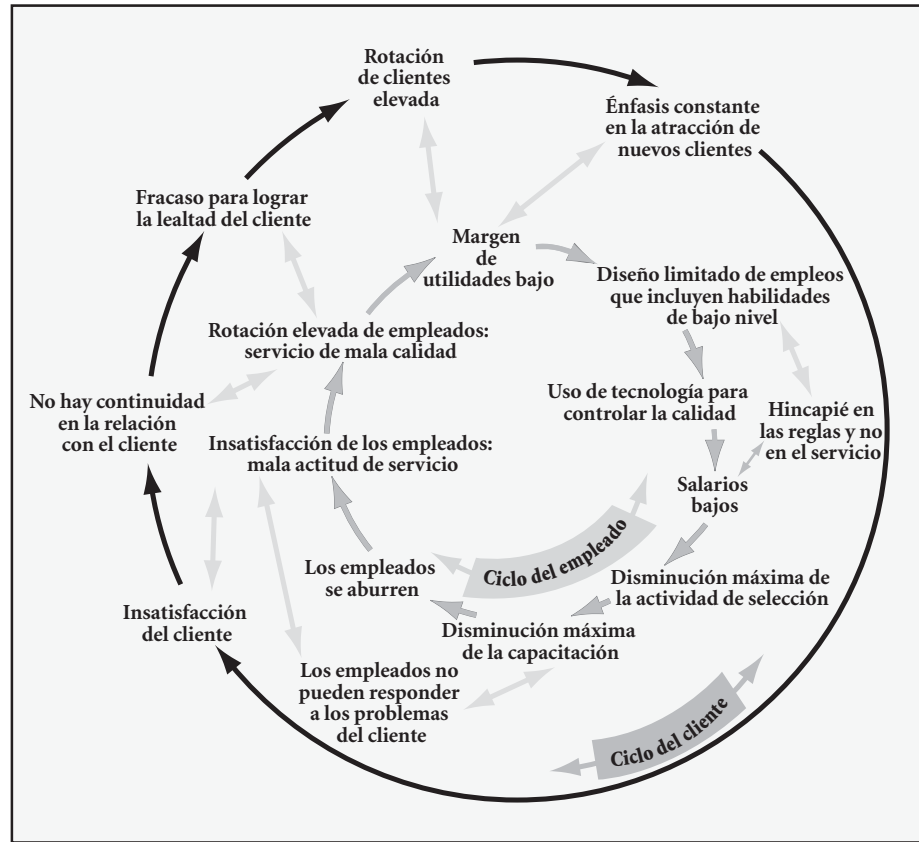 Rotación
de clientes
elevada
Énfasis constante
en la atracción de
nuevos clientes
Fracaso para lograr
la lealtad del cliente
Margen
de
utilidades bajo
Diseño limitado de empleos
que incluyen habilidades
de bajo nivel
Rotación elevada de empleados:
servicio de mala calidad
Uso de tecnología para
controlar la calidad
Hincapié en
las reglas y no
en el servicio
No hay continuidad
en la relación
con el cliente
Insatisfacción de los empleados:
mala actitud de servicio
Salarios
bajos
Ciclo del empleado
Los empleados
se aburren
Disminución máxima de
la actividad de selección
Insatisfacción
del cliente
Disminución máxima
de la capacitación
Los empleados no
pueden responder
a los problemas
del cliente
Ciclo del cliente